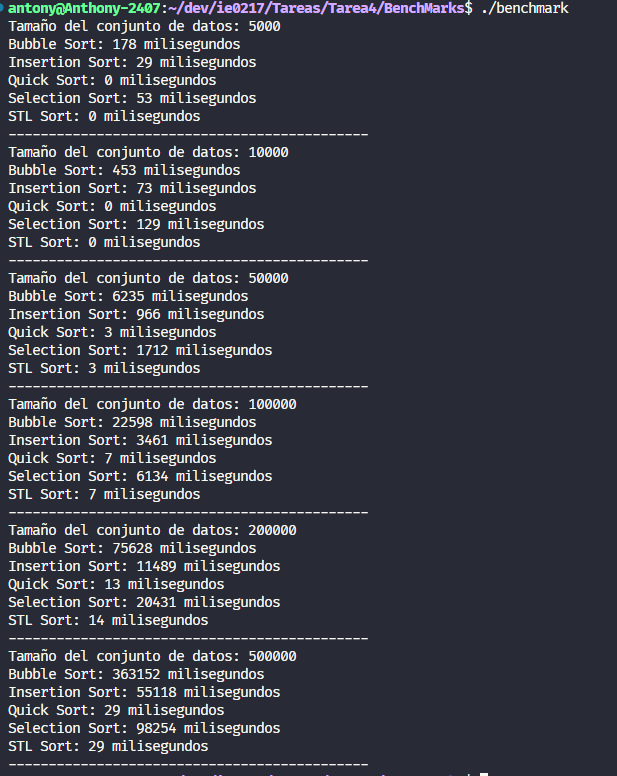 antony@Anthony-2407:~/dev/ie0217/Tareas/Tarea4/BenchMarks$ ./benchmark
Tamaño del conjunto de datos: 5000
Bubble Sort: 178 milisegundos
Insertion Sort: 29 milisegundos
Quick Sort: 0 milisegundos
Selection Sort: 53 milisegundos
STL Sort: 0 milisegundos
---------------------------------------------
Tamaño del conjunto de datos: 10000
Bubble Sort: 453 milisegundos
Insertion Sort: 73 milisegundos
Quick Sort: 0 milisegundos
Selection Sort: 129 milisegundos
STL Sort: 0 milisegundos
---------------------------------------------
Tamaño del conjunto de datos: 50000
Bubble Sort: 6235 milisegundos
Insertion Sort: 966 milisegundos
Quick Sort: 3 milisegundos
Selection Sort: 1712 milisegundos
STL Sort: 3 milisegundos
---------------------------------------------
Tamaño del conjunto de datos: 100000
Bubble Sort: 22598 milisegundos
Insertion Sort: 3461 milisegundos
Quick Sort: 7 milisegundos
Selection Sort: 6134 milisegundos
STL Sort: 7 milisegundos
---------------------------------------------
Tamaño del conjunto de datos: 200000
Bubble Sort: 75628 milisegundos
Insertion Sort: 11489 milisegundos
Quick Sort: 13 milisegundos
Selection Sort: 20431 milisegundos
STL Sort: 14 milisegundos
---------------------------------------------
Tamaño del conjunto de datos: 500000
Bubble Sort: 363152 milisegundos
Insertion Sort: 55118 milisegundos
Quick Sort: 29 milisegundos
Selection Sort: 98254 milisegundos
STL Sort: 29 milisegundos
---------------------------------------------